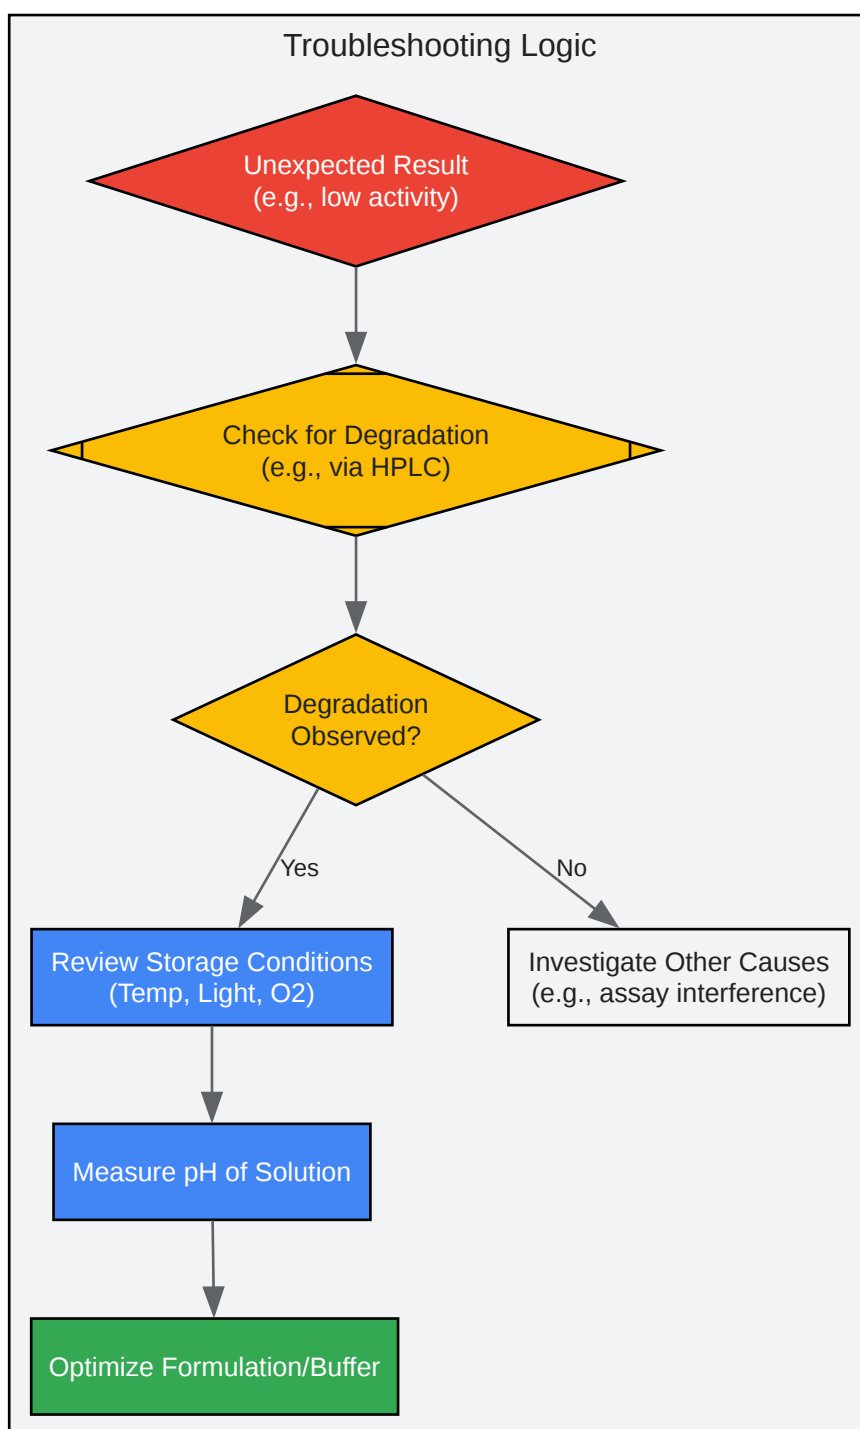 Troubleshooting Logic
Unexpected Result
(e.g., low activity)
Check for Degradation
(e.g., via HPLC)
Degradation
Observed?
Yes
No
Review Storage Conditions
(Temp, Light, O2)
Investigate Other Causes
(e.g., assay interference)
Measure pH of Solution
Optimize Formulation/Buffer